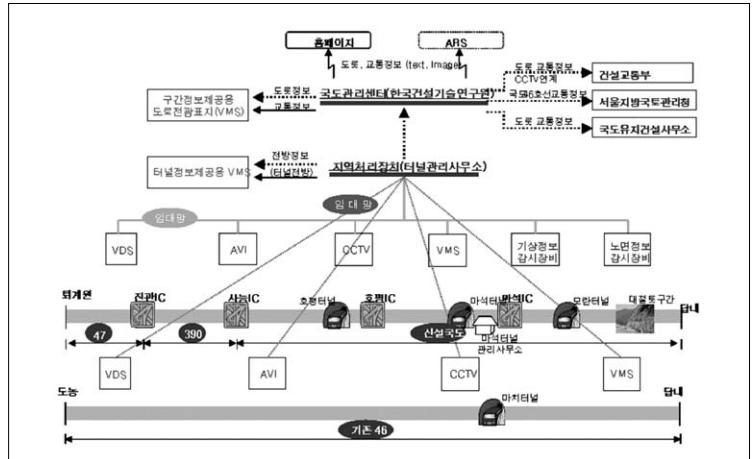 홈페이지
ARS
도로, 교통정보 (text, Image)
도로 교통정보
CCTV연계
건설교통부
구간정보제공용
도로전광표지(VMS)
도로정보
교통정보
국도관리센터(한국건설기술연구원)
국도46호선교통정보
서울지방국토관리청
도로 교통정보
국도유지건설사무소
터널정보제공용 VMS
전방정보
(터널전방)
지역처리장치(터널관리사무소)
임대망
임대망
VDS
AVI
CCTV
VMS
기상정보
감시장비
노면정보
감시장비
퇴계원
진관IC
사능IC
호평터널
호평IC
마석터널
마석IC
모란터널
대절토구간
답내
47
390
신설국도
마석터널
관리사무소
VDS
AVI
CCTV
VMS
도농
마치터널
답내
기존 46